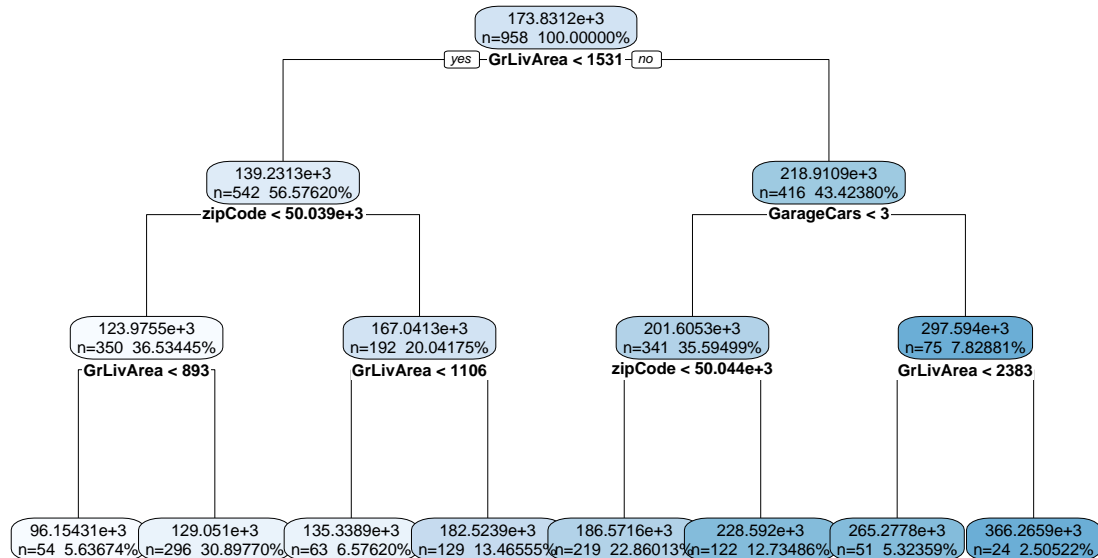 173.8312e+3
n=958 100.00000%
yes GrLivArea < 1531 no
139.2313e+3
n=542 56.57620%
zipCode < 50.039e+3
218.9109e+3
n=416 43.42380%
GarageCars < 3
123.9755e+3
n=350 36.53445%
GrLivArea < 893
167.0413e+3
n=192 20.04175%
GrLivArea < 1106
201.6053e+3
n=341 35.59499%
zipCode < 50.044e+3
297.594e+3
n=75 7.82881%
GrLivArea < 2383
96.15431e+3
n=54 5.63674%
129.051e+3
n=296 30.89770%
135.3389e+3
n=63 6.57620%
182.5239e+3
n=129 13.46555%
186.5716e+3
n=219 22.86013%
228.592e+3
n=122 12.73486%
265.2778e+3
n=51 5.32359%
366.2659e+3
n=24 2.50522%